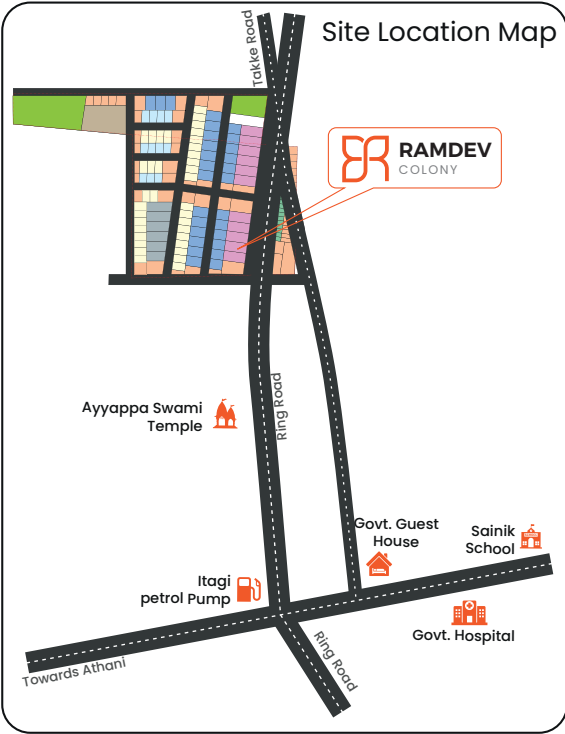 Site Location Map
Takke Road
RAMDEV
COLONY
Ring Road
Ayyappa Swami
Temple
Govt. Guest
House
Sainik
School
Itagi
petrol Pump
Govt. Hospital
Ring Road
Towards Athani